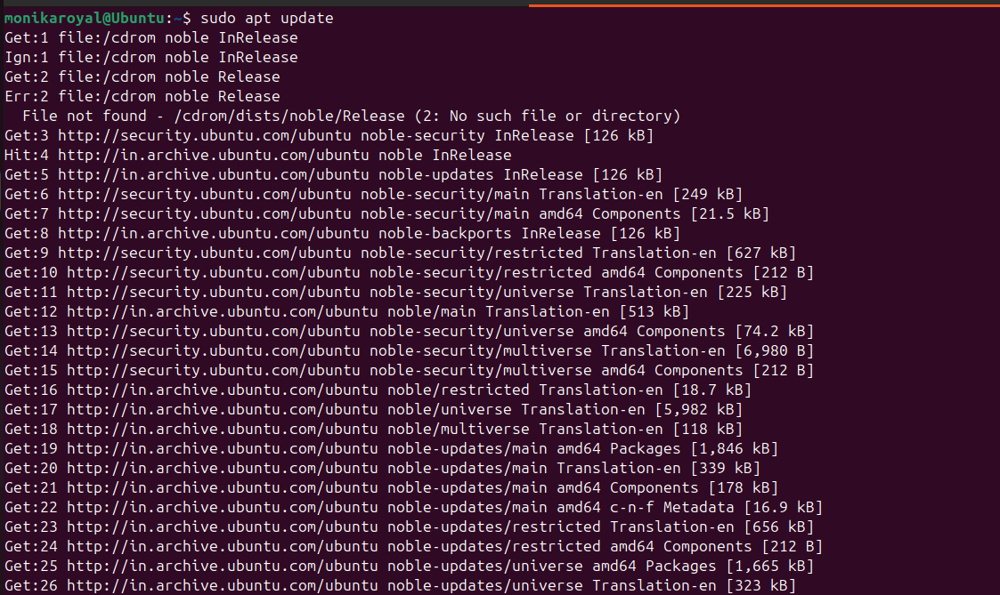 monikaroyal@Ubuntu:~$ sudo apt update
Get:1 file:/cdrom noble InRelease
Ign:1 file:/cdrom noble InRelease
Get:2 file:/cdrom noble Release
Err:2 file:/cdrom noble Release
  File not found - /cdrom/dists/noble/Release (2: No such file or directory)
Get:3 http://security.ubuntu.com/ubuntu noble-security InRelease [126 kB]
Hit:4 http://in.archive.ubuntu.com/ubuntu noble InRelease
Get:5 http://in.archive.ubuntu.com/ubuntu noble-updates InRelease [126 kB]
Get:6 http://security.ubuntu.com/ubuntu noble-security/main Translation-en [249 kB]
Get:7 http://security.ubuntu.com/ubuntu noble-security/main amd64 Components [21.5 kB]
Get:8 http://in.archive.ubuntu.com/ubuntu noble-backports InRelease [126 kB]
Get:9 http://security.ubuntu.com/ubuntu noble-security/restricted Translation-en [627 kB]
Get:10 http://security.ubuntu.com/ubuntu noble-security/restricted amd64 Components [212 B]
Get:11 http://security.ubuntu.com/ubuntu noble-security/universe Translation-en [225 kB]
Get:12 http://in.archive.ubuntu.com/ubuntu noble/main Translation-en [513 kB]
Get:13 http://security.ubuntu.com/ubuntu noble-security/universe amd64 Components [74.2 kB]
Get:14 http://security.ubuntu.com/ubuntu noble-security/multiverse Translation-en [6,980 B]
Get:15 http://security.ubuntu.com/ubuntu noble-security/multiverse amd64 Components [212 B]
Get:16 http://in.archive.ubuntu.com/ubuntu noble/restricted Translation-en [18.7 kB]
Get:17 http://in.archive.ubuntu.com/ubuntu noble/universe Translation-en [5,982 kB]
Get:18 http://in.archive.ubuntu.com/ubuntu noble/multiverse Translation-en [118 kB]
Get:19 http://in.archive.ubuntu.com/ubuntu noble-updates/main amd64 Packages [1,846 kB]
Get:20 http://in.archive.ubuntu.com/ubuntu noble-updates/main Translation-en [339 kB]
Get:21 http://in.archive.ubuntu.com/ubuntu noble-updates/main amd64 Components [178 kB]
Get:22 http://in.archive.ubuntu.com/ubuntu noble-updates/main amd64 c-n-f Metadata [16.9 kB]
Get:23 http://in.archive.ubuntu.com/ubuntu noble-updates/restricted Translation-en [656 kB]
Get:24 http://in.archive.ubuntu.com/ubuntu noble-updates/restricted amd64 Components [212 B]
Get:25 http://in.archive.ubuntu.com/ubuntu noble-updates/universe amd64 Packages [1,665 kB]
Get:26 http://in.archive.ubuntu.com/ubuntu noble-updates/universe Translation-en [323 kB]